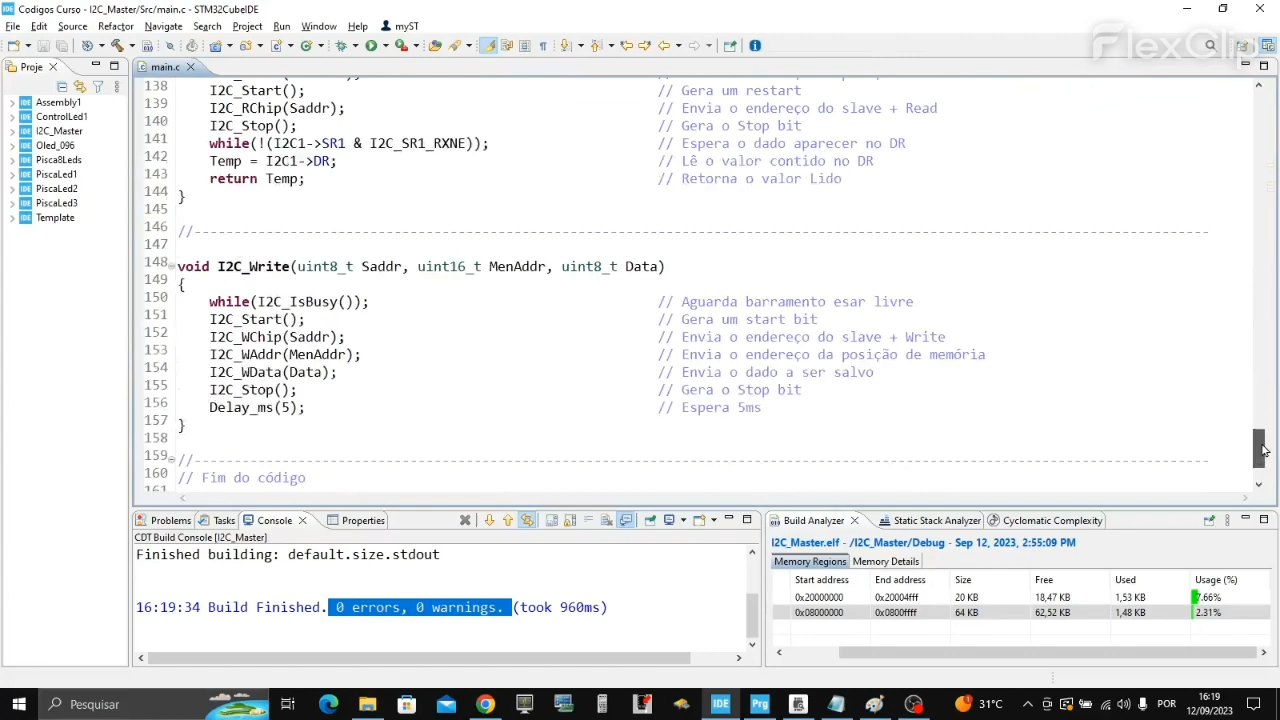 Codigos Curso - I2C_Master/Src/main.c - STM32CubeIDE
File Edit Source Refactor Navigate Search Project Run Window Help myST
FlexClip
Proje
main.c
Assembly1
ControlLed1
I2C_Master
Oled_096
Pisca8Leds
PiscaLed1
PiscaLed2
PiscaLed3
Template
138 I2C_Start(); // Gera um restart
139 I2C_RChip(Saddr); // Envia o endereço do slave + Read
140 I2C_Stop(); // Gera o Stop bit
141 while(!(I2C1->SR1 & I2C_SR1_RXNE)); // Espera o dado aparecer no DR
142 Temp = I2C1->DR; // Lê o valor contido no DR
143 return Temp; // Retorna o valor Lido
144 }
145
146 //--------------------------------------------------------------------------------
147
148 void I2C_Write(uint8_t Saddr, uint16_t MenAddr, uint8_t Data)
149 {
150 while(I2C_IsBusy()); // Aguarda barramento esar livre
151 I2C_Start(); // Gera um start bit
152 I2C_WChip(Saddr); // Envia o endereço do slave + Write
153 I2C_WAddr(MenAddr); // Envia o endereço da posição de memória
154 I2C_WData(Data); // Envia o dado a ser salvo
155 I2C_Stop(); // Gera o Stop bit
156 Delay_ms(5); // Espera 5ms
157 }
158
159 //--------------------------------------------------------------------------------
160 // Fim do código
161
Problems Tasks Console Properties
CDT Build Console [I2C_Master]
Finished building: default.size.stdout
16:19:34 Build Finished. 0 errors, 0 warnings. (took 960ms)
Build Analyzer Static Stack Analyzer Cyclomatic Complexity
I2C_Master.elf - /I2C_Master/Debug - Sep 12, 2023, 2:55:09 PM
Memory Regions Memory Details
Start address End address Size Free Used Usage (%)
0x20000000 0x20004fff 20 KB 18,47 KB 1,53 KB 7.66%
0x08000000 0x0800ffff 64 KB 62,52 KB 1,48 KB 2.31%
Pesquisar
IDE
Prg
31°C
POR
16:19
12/09/2023